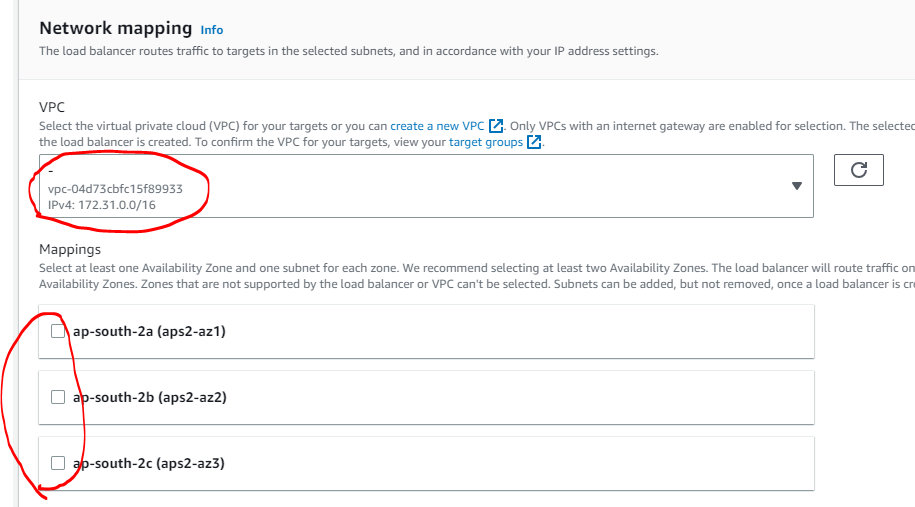 Network mapping Info
The load balancer routes traffic to targets in the selected subnets, and in accordance with your IP address settings.
VPC
Select the virtual private cloud (VPC) for your targets or you can create a new VPC. Only VPCs with an internet gateway are enabled for selection. The selected
the load balancer is created. To confirm the VPC for your targets, view your target groups.
-
vpc-04d73cbfc15f89933
IPv4: 172.31.0.0/16
Mappings
Select at least one Availability Zone and one subnet for each zone. We recommend selecting at least two Availability Zones. The load balancer will route traffic on
Availability Zones. Zones that are not supported by the load balancer or VPC can't be selected. Subnets can be added, but not removed, once a load balancer is cre
ap-south-2a (aps2-az1)
ap-south-2b (aps2-az2)
ap-south-2c (aps2-az3)